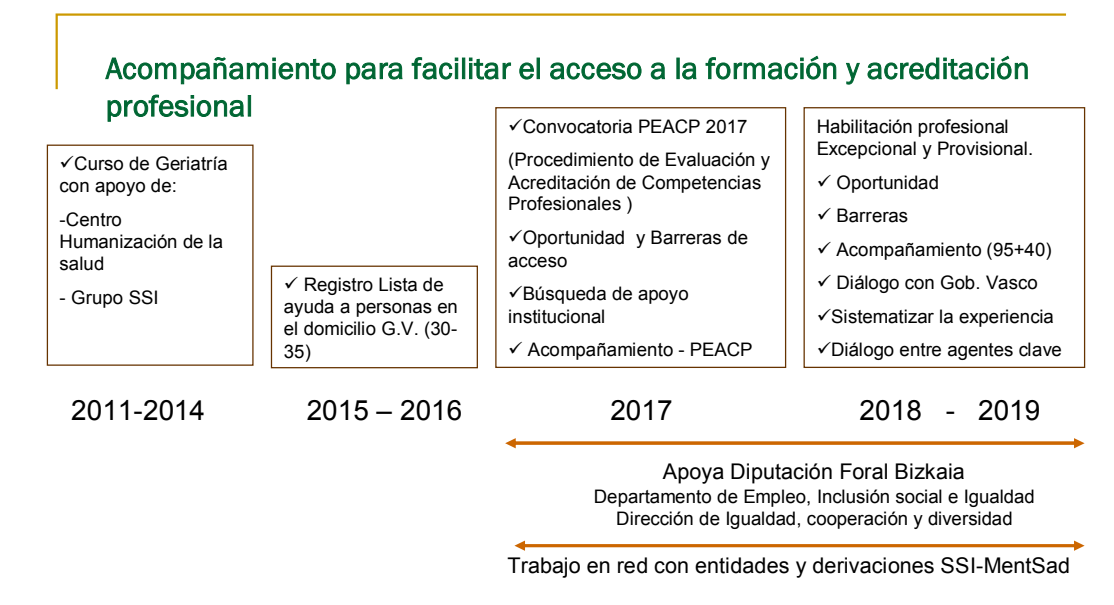 Acompañamiento para facilitar el acceso a la formación y acreditación
profesional
✓Curso de Geriatría
con apoyo de:
-Centro
Humanización de la
salud
- Grupo SSI
✓ Registro Lista de
ayuda a personas en
el domicilio G.V. (30-
35)
✓Convocatoria PEACP 2017
(Procedimiento de Evaluación y
Acreditación de Competencias
Profesionales )
✓Oportunidad y Barreras de
acceso
✓Búsqueda de apoyo
institucional
✓ Acompañamiento - PEACP
Habilitación profesional
Excepcional y Provisional.
✓ Oportunidad
✓ Barreras
✓ Acompañamiento (95+40)
✓ Diálogo con Gob. Vasco
✓Sistematizar la experiencia
✓Diálogo entre agentes clave
2011-2014
2015 – 2016
2017
2018 - 2019
Apoya Diputación Foral Bizkaia
Departamento de Empleo, Inclusión social e Igualdad
Dirección de Igualdad, cooperación y diversidad
Trabajo en red con entidades y derivaciones SSI-MentSad